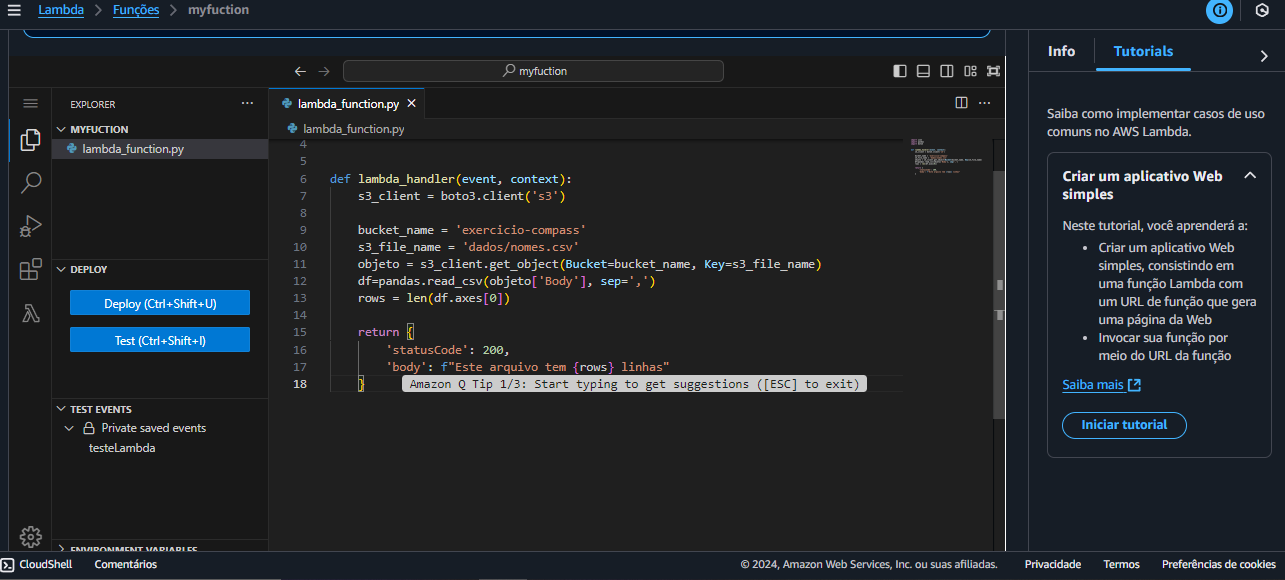 Lambda > Funções > myfuction
Info
Tutorials
myfuction
EXPLORER
MYFUCTION
lambda_function.py
DEPLOY
Deploy (Ctrl+Shift+U)
Test (Ctrl+Shift+I)
TEST EVENTS
Private saved events
testeLambda
ENVIRONMENT VARIABLES
lambda_function.py
lambda_function.py
4
5
6 def lambda_handler(event, context):
7 s3_client = boto3.client('s3')
8
9 bucket_name = 'exercicio-compass'
10 s3_file_name = 'dados/nomes.csv'
11 objeto = s3_client.get_object(Bucket=bucket_name, Key=s3_file_name)
12 df=pandas.read_csv(objeto['Body'], sep=',')
13 rows = len(df.axes[0])
14
15 return {
16 'statusCode': 200,
17 'body': f"Este arquivo tem {rows} linhas"
18 } Amazon Q Tip 1/3: Start typing to get suggestions ([ESC] to exit)
Saiba como implementar casos de uso
comuns no AWS Lambda.
Criar um aplicativo Web
simples
Neste tutorial, você aprenderá a:
• Criar um aplicativo Web
simples, consistindo em
uma função Lambda com
um URL de função que gera
uma página da Web
• Invocar sua função por
meio do URL da função
Saiba mais
Iniciar tutorial
CloudShell
Comentários
© 2024, Amazon Web Services, Inc. ou suas afiliadas.
Privacidade
Termos
Preferências de cookies